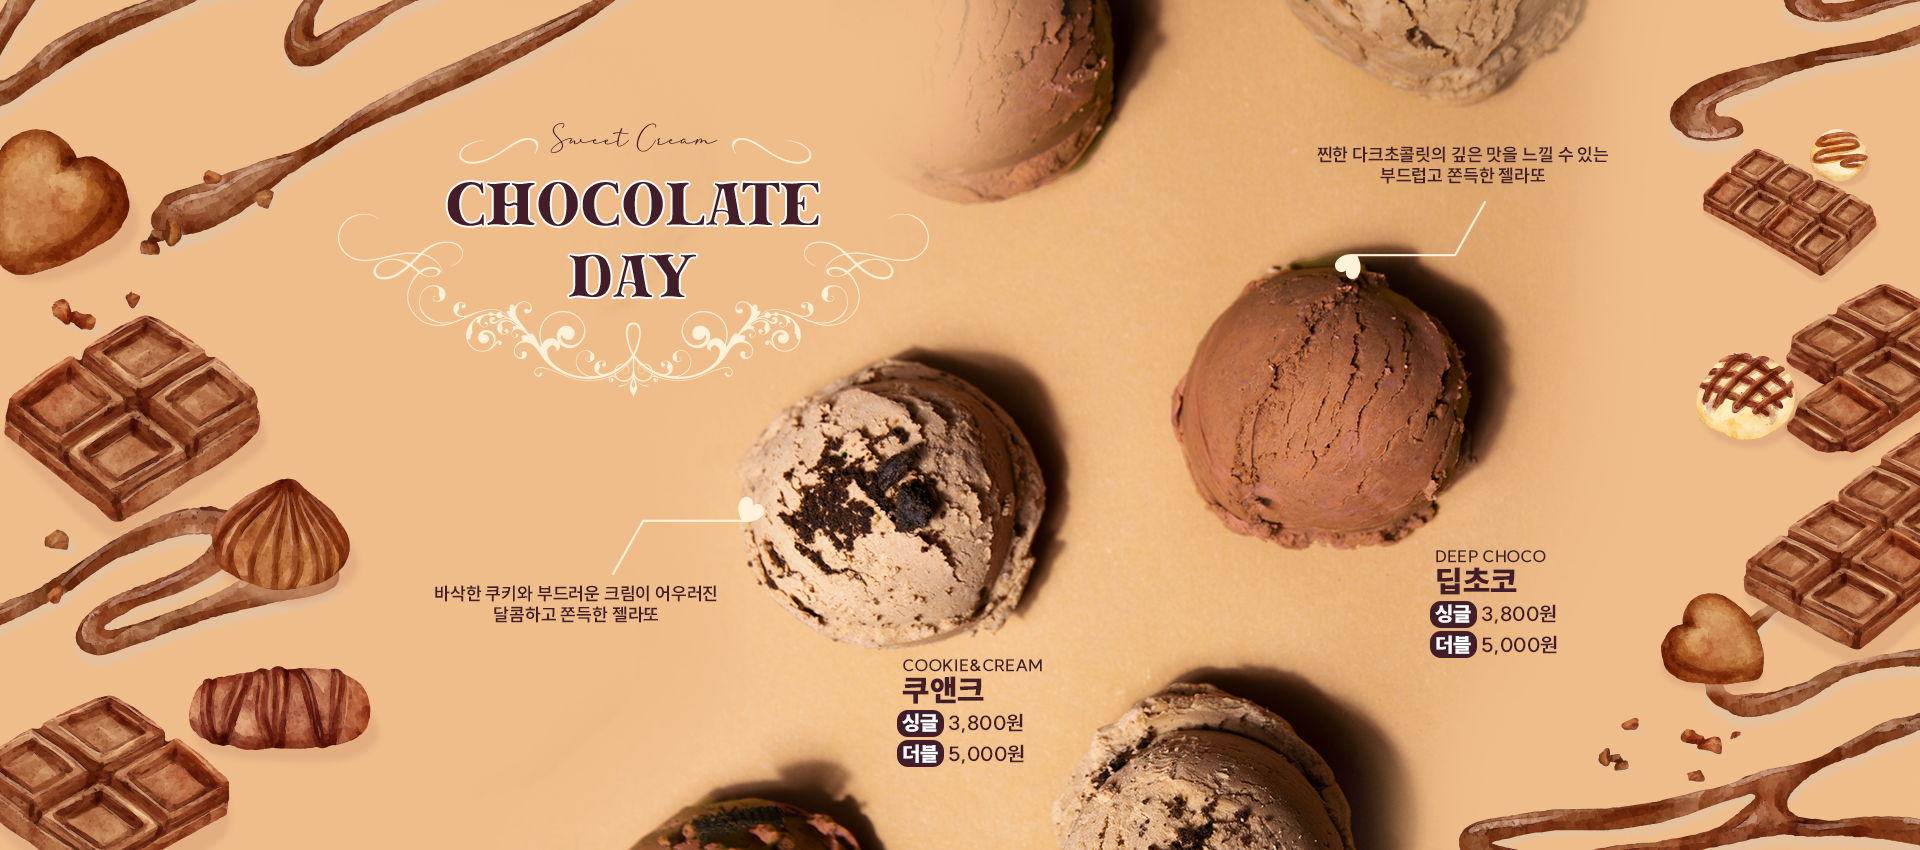 Sweet Cream
CHOCOLATE
DAY
찐한 다크초콜릿의 깊은 맛을 느낄 수 있는
부드럽고 쫀득한 젤라또
바삭한 쿠키와 부드러운 크림이 어우러진
달콤하고 쫀득한 젤라또
DEEP CHOCO
딥초코
싱글 3,800원
더블 5,000원
COOKIE&CREAM
쿠앤크
싱글 3,800원
더블 5,000원